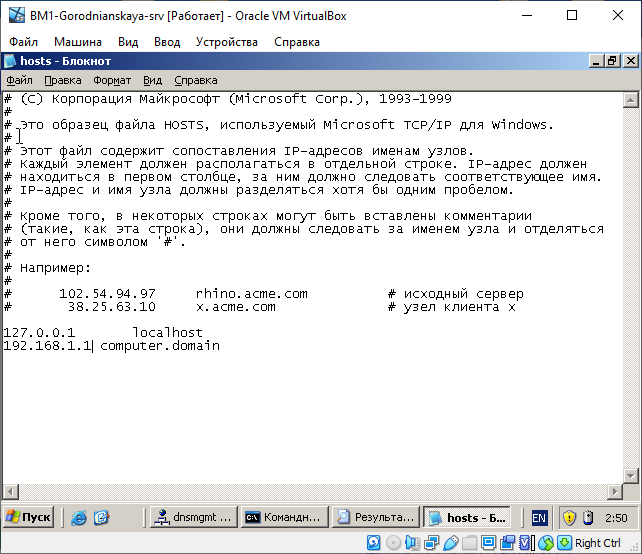 BM1-Gorodnianskaya-srv [Работает] - Oracle VM VirtualBox
Файл Машина Вид Ввод Устройства Справка
hosts - Блокнот
Файл Правка Формат Вид Справка
# (C) Корпорация Майкрософт (Microsoft Corp.), 1993-1999
#
# Это образец файла HOSTS, используемый Microsoft TCP/IP для Windows.
#
# Этот файл содержит сопоставления IP-адресов именам узлов.
# Каждый элемент должен располагаться в отдельной строке. IP-адрес должен
# находиться в первом столбце, за ним должно следовать соответствующее имя.
# IP-адрес и имя узла должны разделяться хотя бы одним пробелом.
#
# Кроме того, в некоторых строках могут быть вставлены комментарии
# (такие, как эта строка), они должны следовать за именем узла и отделяться
# от него символом '#'.
#
# Например:
#
# 102.54.94.97 rhino.acme.com # исходный сервер
# 38.25.63.10 x.acme.com # узел клиента x
127.0.0.1 localhost
192.168.1.1 computer.domain
Пуск dnsmgmt ... Командн... Результа... hosts - Б... EN 2:50
Right Ctrl